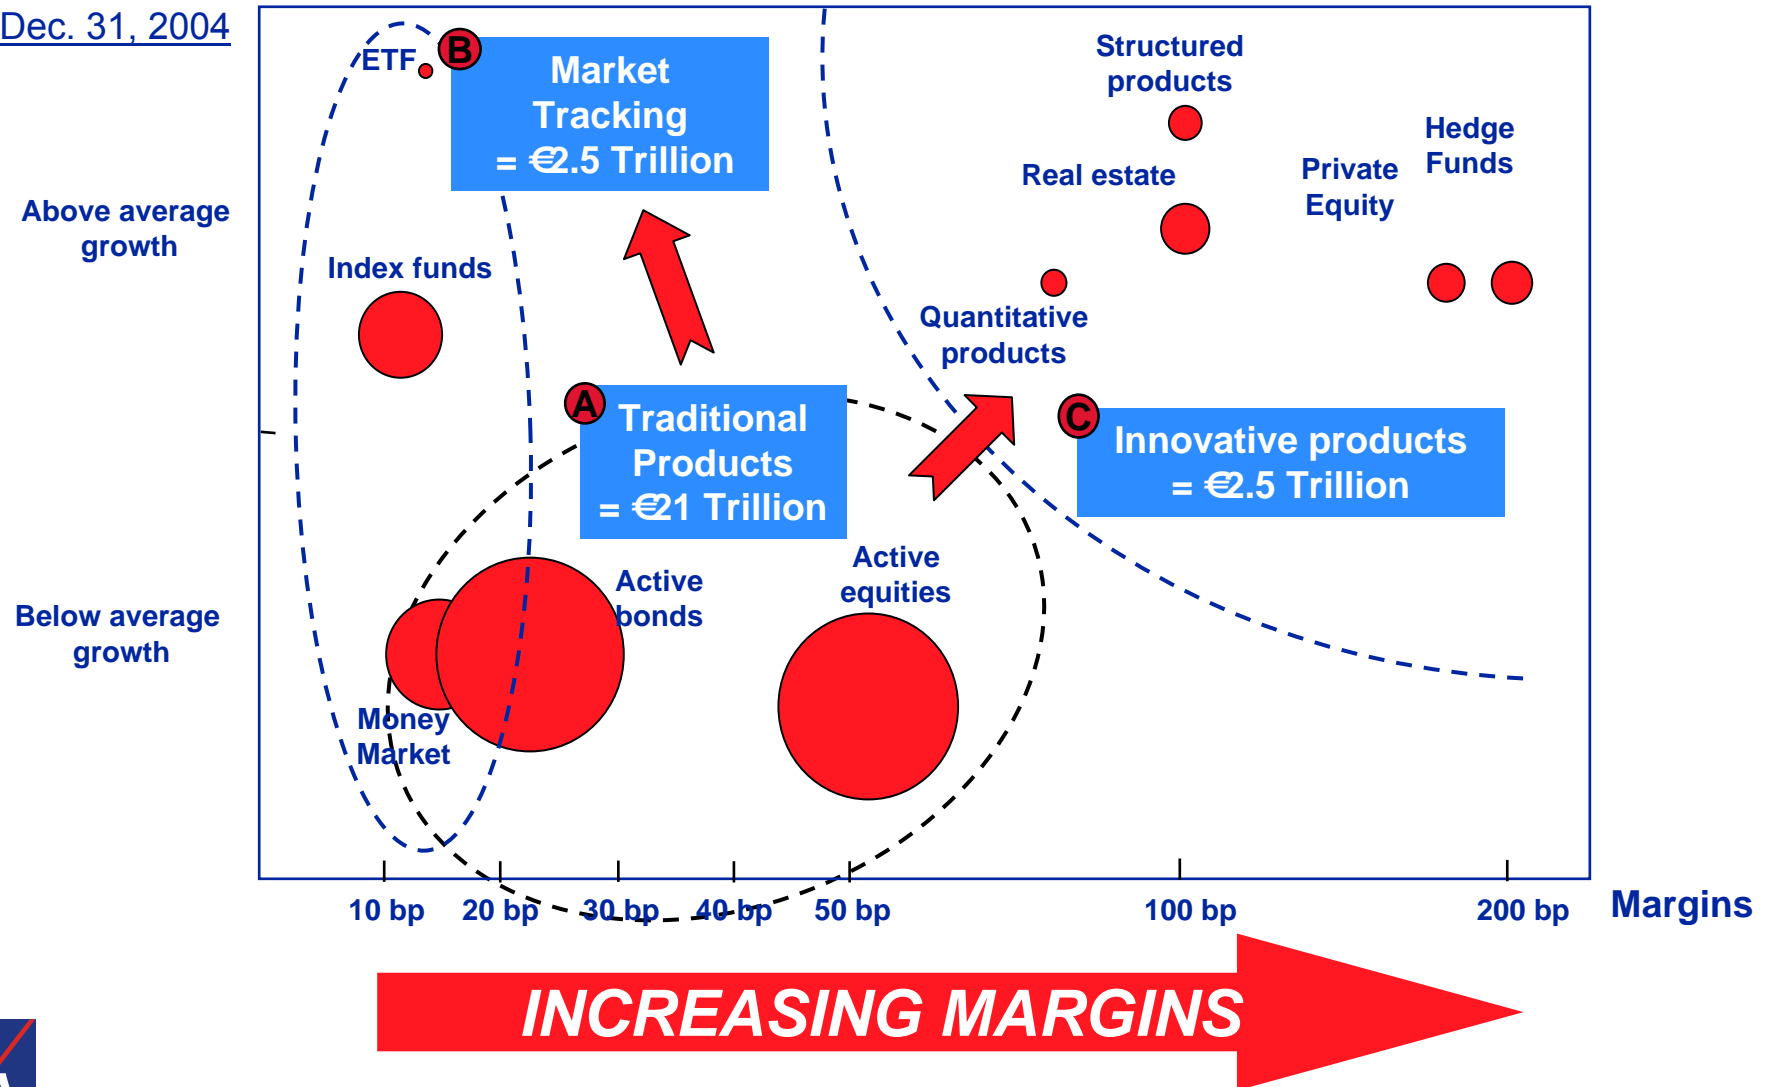 Dec. 31, 2004
ETF
B
Market
Tracking
= €2.5 Trillion
Structured
products
Hedge
Funds
Real estate
Private
Equity
Above average
growth
Index funds
Quantitative
products
A
Traditional
Products
= €21 Trillion
C
Innovative products
= €2.5 Trillion
Active
bonds
Active
equities
Below average
growth
Money
Market
10 bp
20 bp
30 bp
40 bp
50 bp
100 bp
200 bp
Margins
INCREASING MARGINS